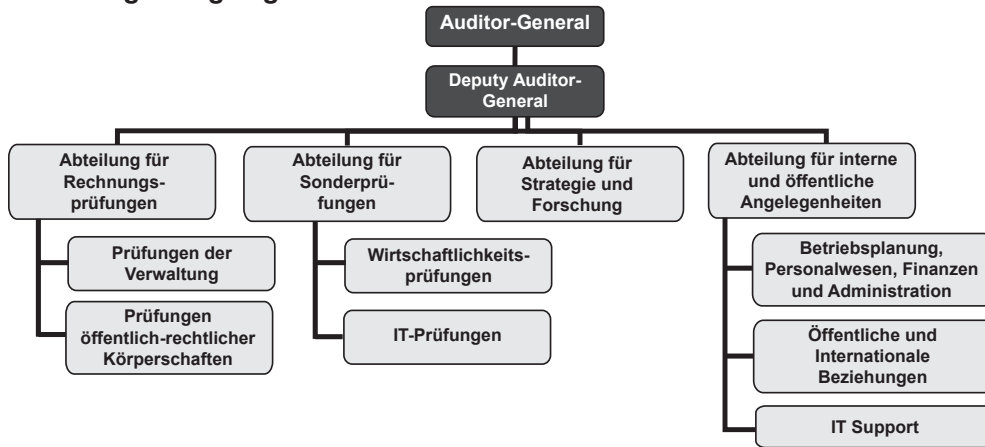 Auditor-General
Deputy Auditor-
General
Abteilung für
Rechnungs-
prüfungen
Abteilung für
Sonderprü-
fungen
Abteilung für
Strategie und
Forschung
Abteilung für interne
und öffentliche
Angelegenheiten
Prüfungen der
Verwaltung
Prüfungen
öffentlich-rechtlicher
Körperschaften
Wirtschaftlichkeits-
prüfungen
IT-Prüfungen
Betriebsplanung,
Personalwesen, Finanzen
und Administration
Öffentliche und
Internationale
Beziehungen
IT Support